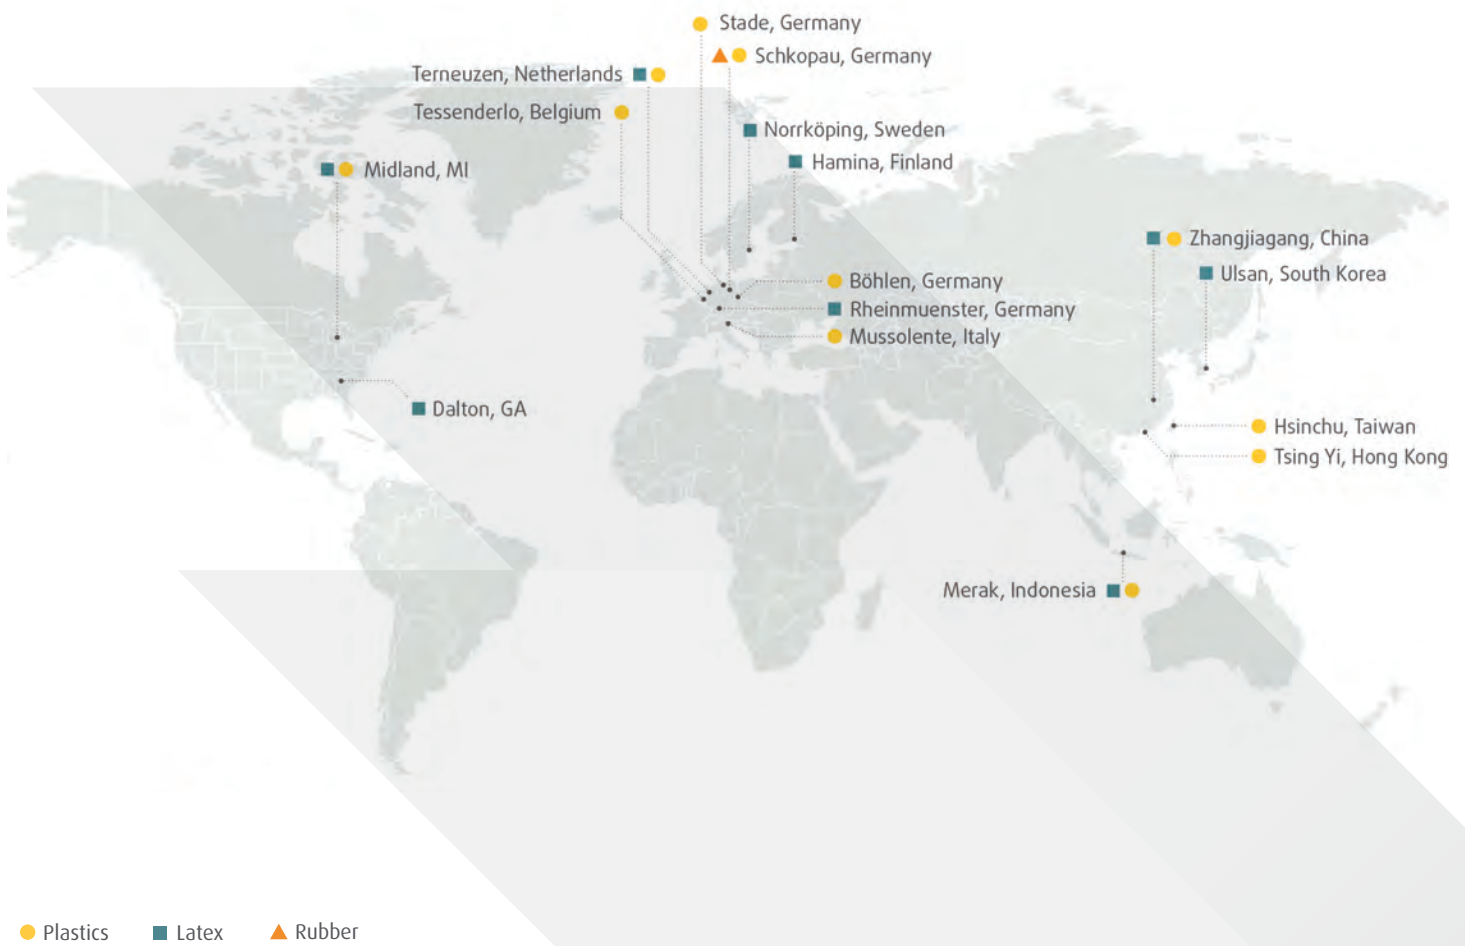 Stade, Germany
Schkopau, Germany
Terneuzen, Netherlands
Tessenderlo, Belgium
Norrköping, Sweden
Hamina, Finland
Midland, MI
Zhangjiagang, China
Ulsan, South Korea
Böhlen, Germany
Rheinmuenster, Germany
Mussolente, Italy
Dalton, GA
Hsinchu, Taiwan
Tsing Yi, Hong Kong
Merak, Indonesia
Plastics Latex Rubber